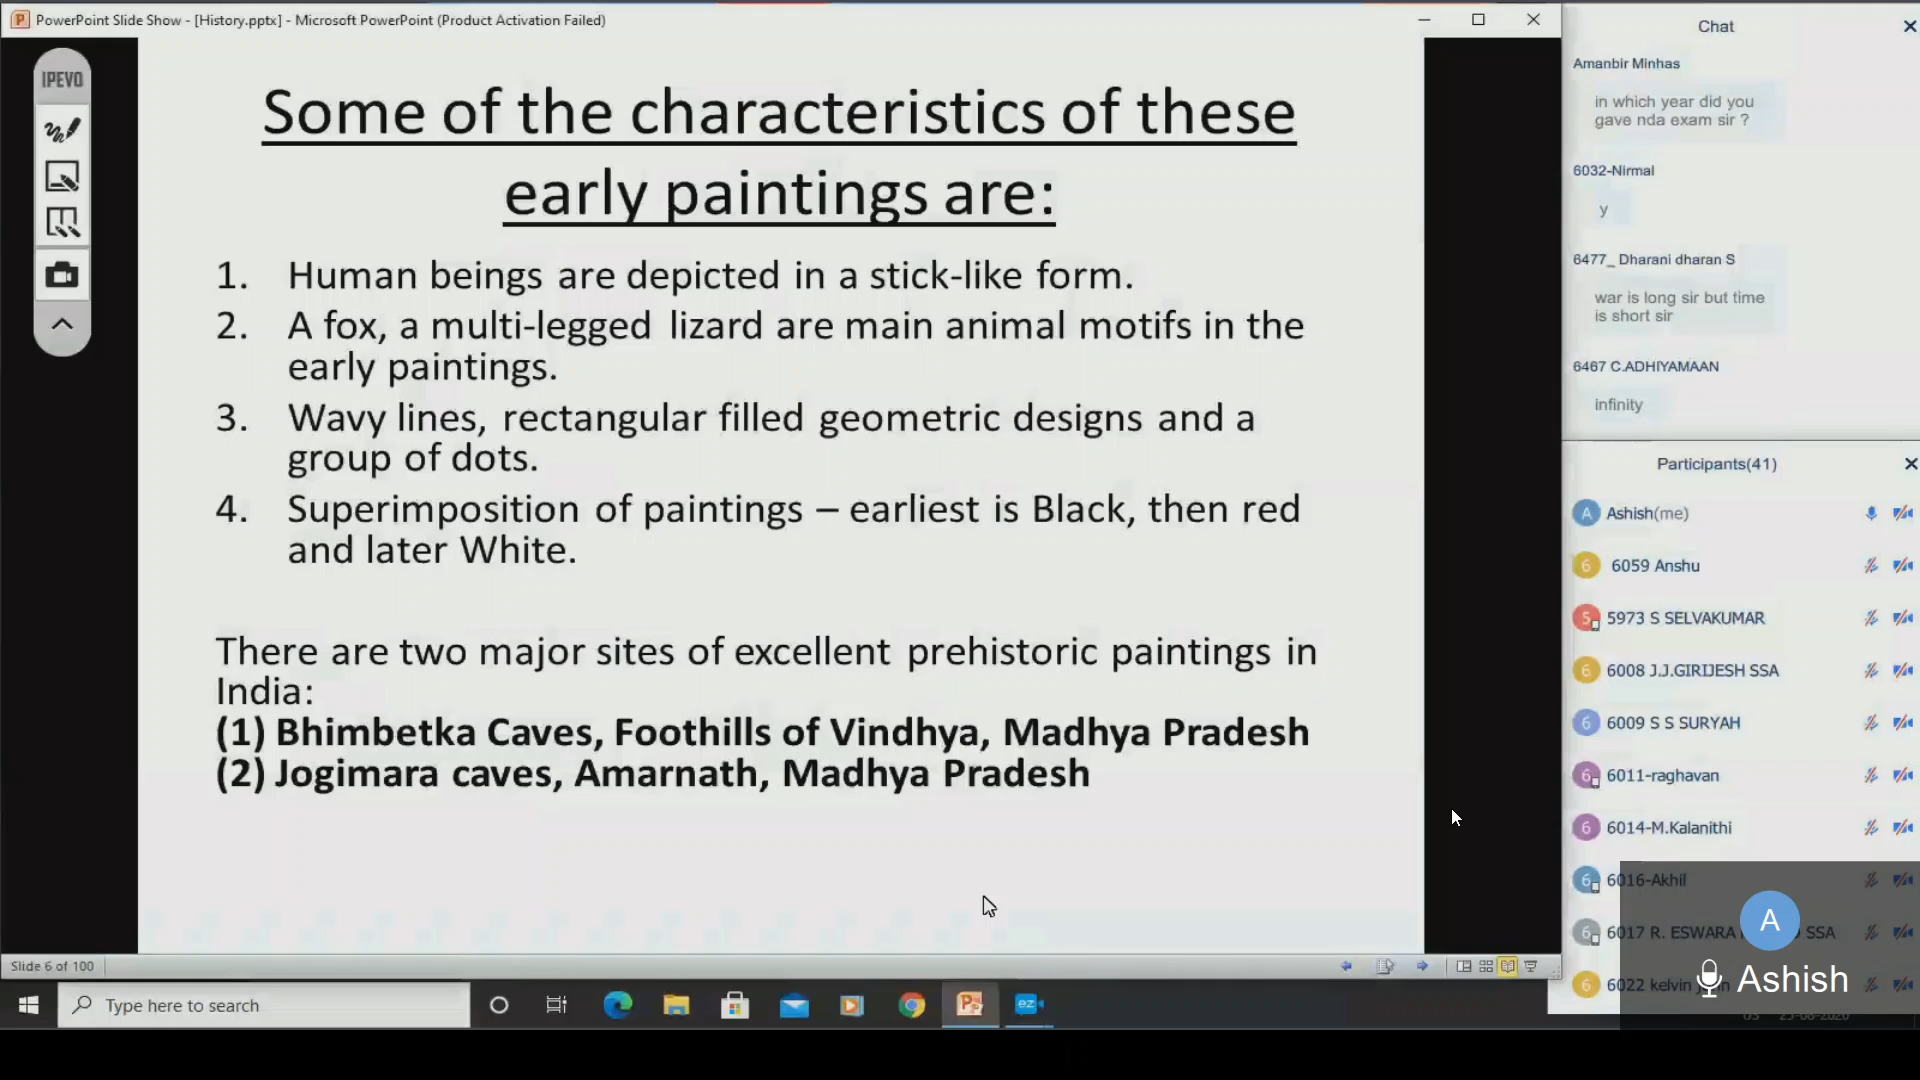 PowerPoint Slide Show - [History.pptx] - Microsoft PowerPoint (Product Activation Failed)
IPEVO
Some of the characteristics of these
early paintings are:
1. Human beings are depicted in a stick-like form.
2. A fox, a multi-legged lizard are main animal motifs in the
early paintings.
3. Wavy lines, rectangular filled geometric designs and a
group of dots.
4. Superimposition of paintings – earliest is Black, then red
and later White.
There are two major sites of excellent prehistoric paintings in
India:
(1) Bhimbetka Caves, Foothills of Vindhya, Madhya Pradesh
(2) Jogimara caves, Amarnath, Madhya Pradesh
Slide 6 of 100
Type here to search
Chat
Amanbir Minhas
in which year did you
gave nda exam sir ?
6032-Nirmal
y
6477_ Dharani dharan S
war is long sir but time
is short sir
6467 C.ADHIYAMAAN
infinity
Participants(41)
A Ashish(me)
6 6059 Anshu
5 5973 S SELVAKUMAR
6 6008 J.J.GIRIJESH SSA
6 6009 S S SURYAH
6 6011-raghavan
6 6014-M.Kalanithi
6 6016-Akhil
6 6017 R. ESWARA SSA
6 6022 kelvin
A
Ashish